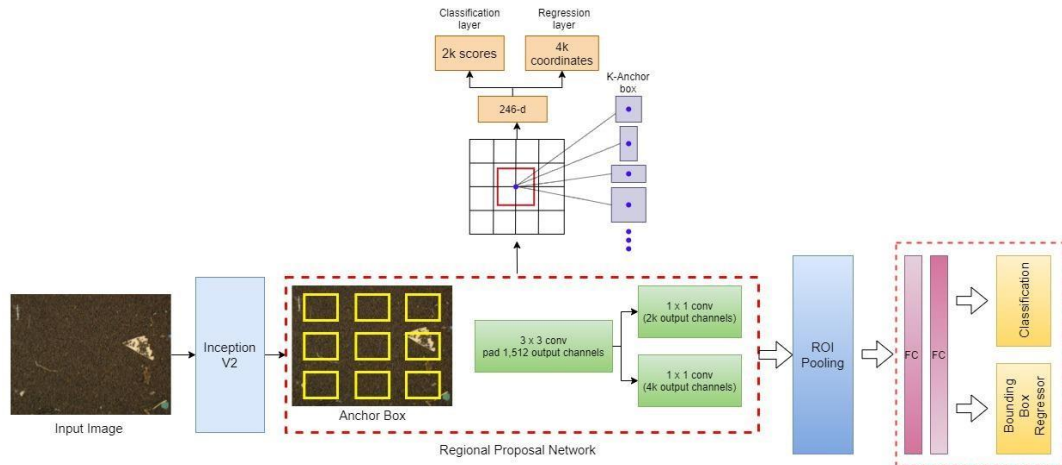 Classification
layer
Regression
layer
2k scores
4k
coordinates
K-Anchor
box
246-d
Input Image
Inception
V2
Anchor Box
3 x 3 conv
pad 1,512 output channels
1 x 1 conv
(2k output channels)
1 x 1 conv
(4k output channels)
Regional Proposal Network
ROI
Pooling
FC
FC
Classification
Bounding
Box
Regressor